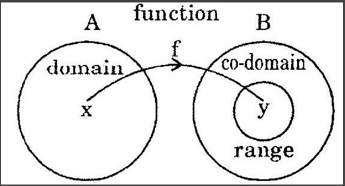 function
A B
f
domain co-domain
x y
range